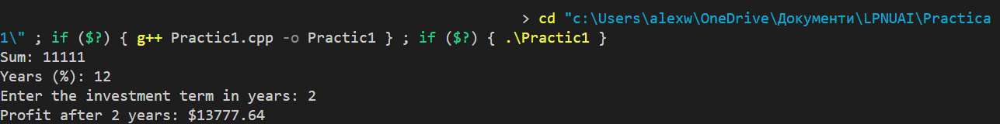 > cd "c:\Users\alexw\OneDrive\Документи\LPNUAI\Practica
1\" ; if ($?) { g++ Practic1.cpp -o Practic1 } ; if ($?) { .\Practic1 }
Sum: 11111
Years (%): 12
Enter the investment term in years: 2
Profit after 2 years: $13777.64